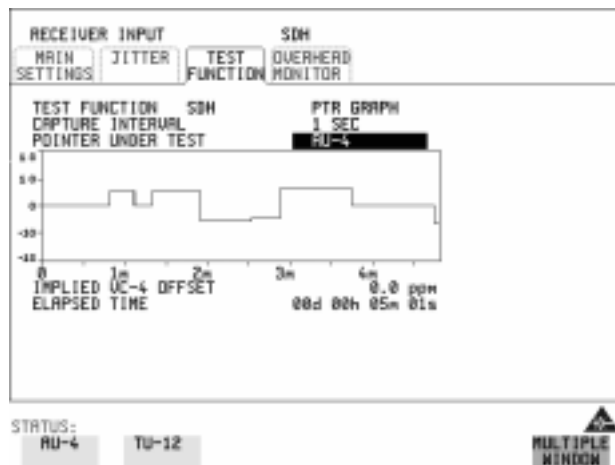 RECEIVER INPUT SDH
MAIN SETTINGS
JITTER
TEST FUNCTION
OVERHEAD MONITOR
TEST FUNCTION SDH PTR GRAPH
CAPTURE INTERVAL 1 SEC
POINTER UNDER TEST AU-4
10
0
0 1m 2m 3m 4m
IMPLIED VC-4 OFFSET 0.0 ppm
ELAPSED TIME 00d 00h 05m 01s
STATUS:
AU-4 TU-12
MULTIPLE WINDOW